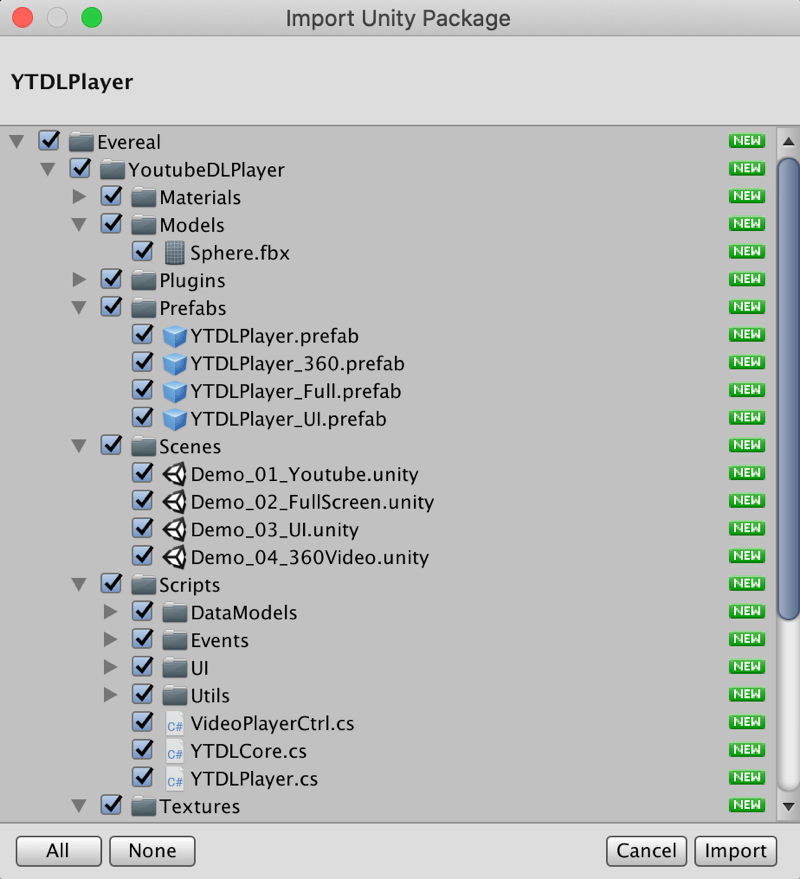 Import Unity Package
YTDLPlayer
Evereal NEW
YoutubeDLPlayer NEW
Materials NEW
Models NEW
Sphere.fbx NEW
Plugins NEW
Prefabs NEW
YTDLPlayer.prefab NEW
YTDLPlayer_360.prefab NEW
YTDLPlayer_Full.prefab NEW
YTDLPlayer_UI.prefab NEW
Scenes NEW
Demo_01_Youtube.unity NEW
Demo_02_FullScreen.unity NEW
Demo_03_UI.unity NEW
Demo_04_360Video.unity NEW
Scripts NEW
DataModels NEW
Events NEW
UI NEW
Utils NEW
C# VideoPlayerCtrl.cs NEW
C# YTDLCore.cs NEW
C# YTDLPlayer.cs NEW
Textures NEW
All None Cancel Import